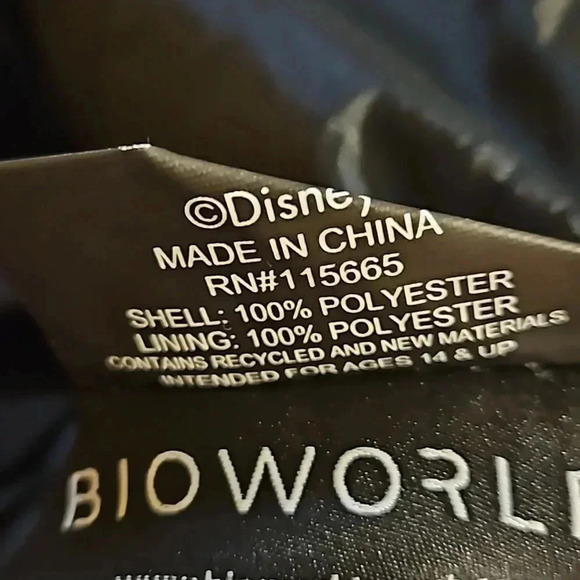 ©Disney
MADE IN CHINA
RN#115665
SHELL: 100% POLYESTER
LINING: 100% POLYESTER
CONTAINS RECYCLED AND NEW MATERIALS
INTENDED FOR AGES 14 & UP
BIOWORL